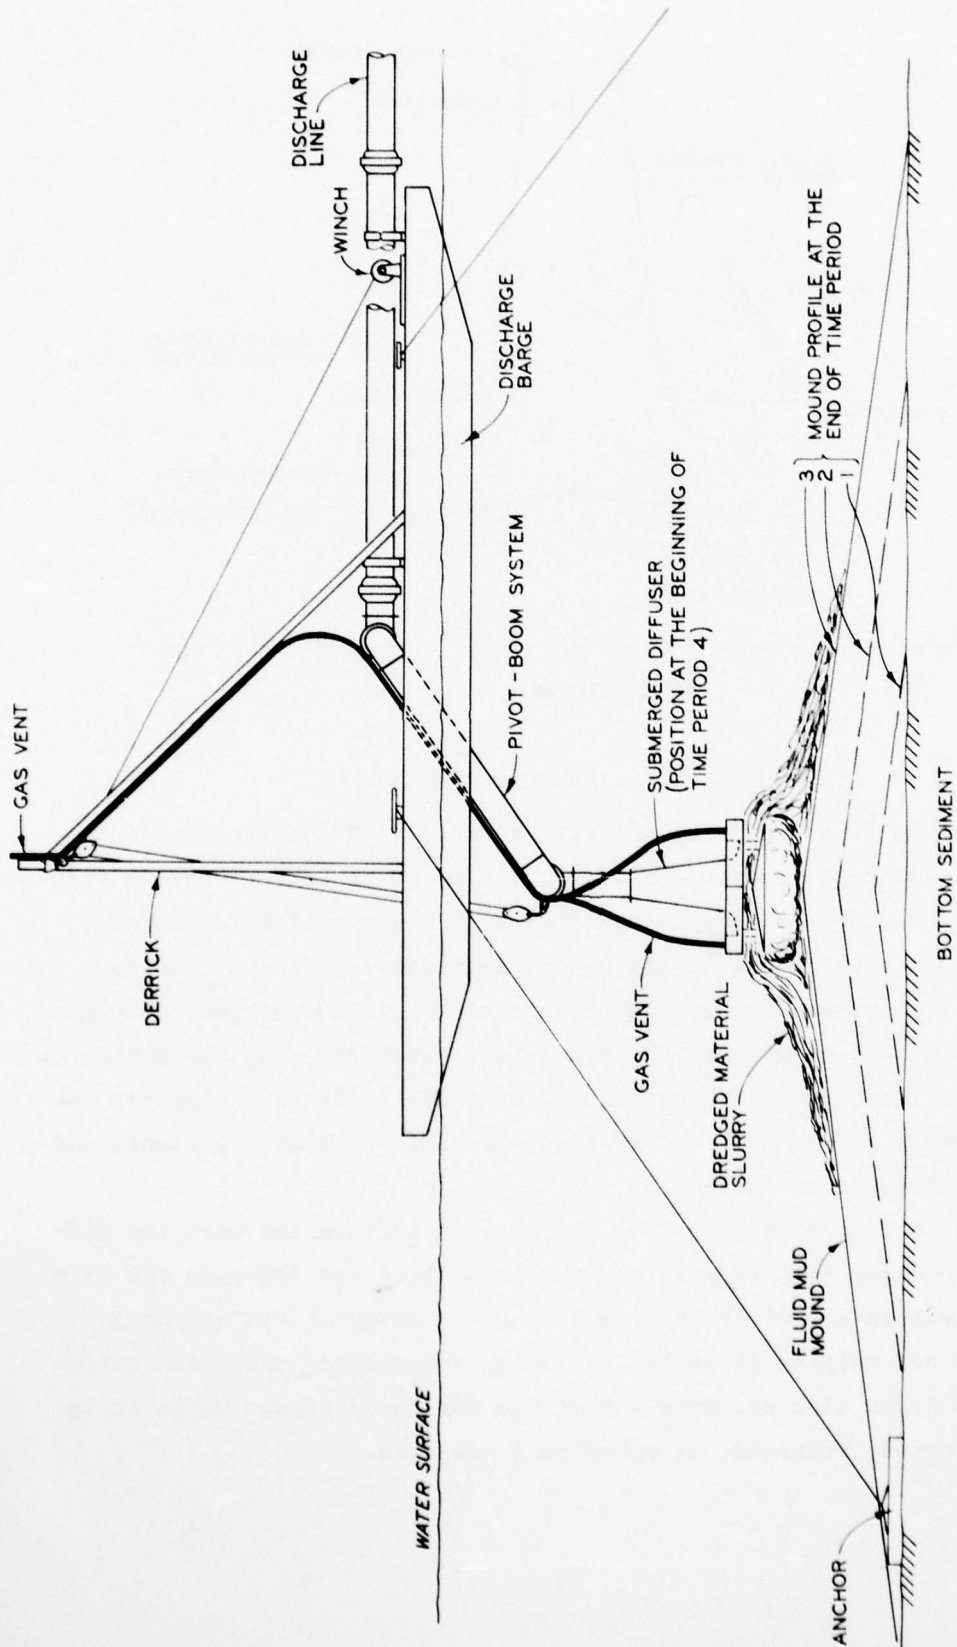 GAS VENT
DERRICK
DISCHARGE
LINE
WINCH
WATER SURFACE
DISCHARGE
BARGE
PIVOT-BOOM SYSTEM
SUBMERGED DIFFUSER
(POSITION AT THE BEGINNING OF
TIME PERIOD 4)
GAS VENT
DREDGED MATERIAL
SLURRY
FLUID MUD
MOUND
3
2
1
MOUND PROFILE AT THE
END OF TIME PERIOD
ANCHOR
BOTTOM SEDIMENT